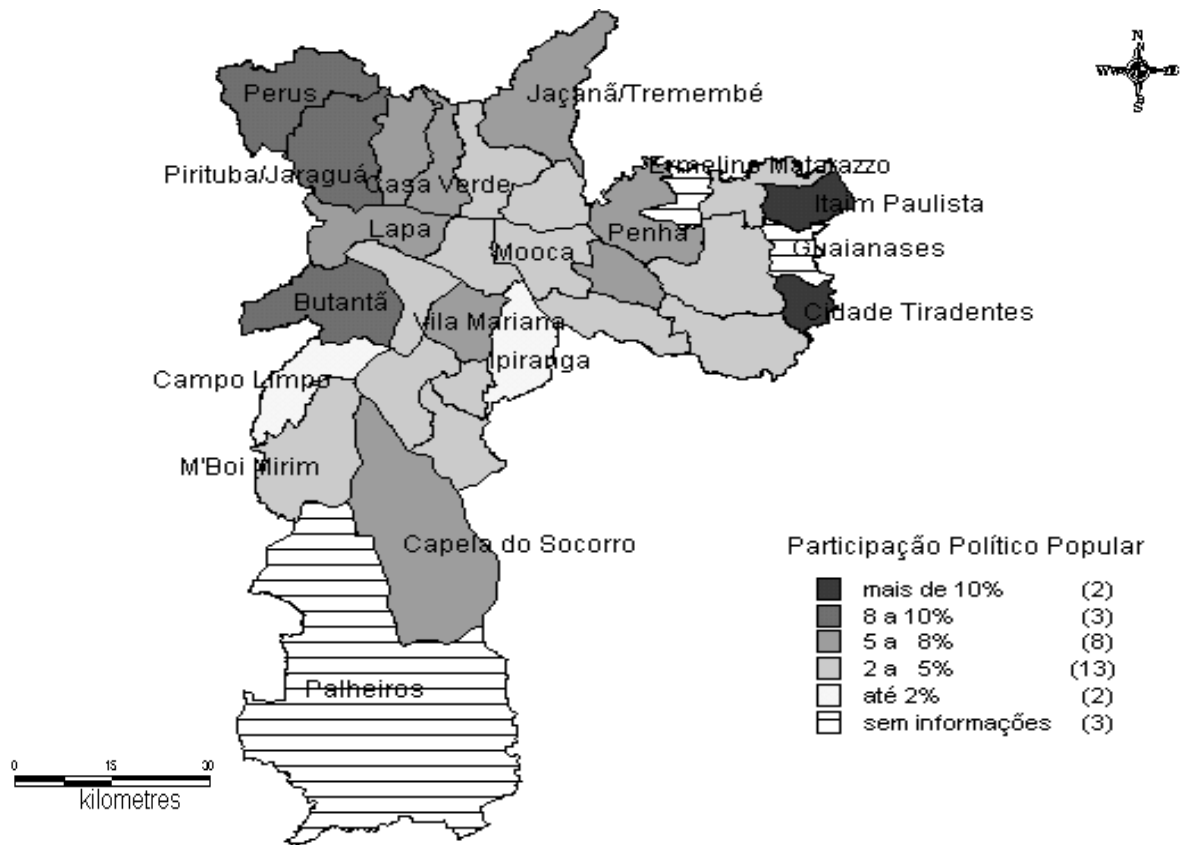 N
W E
S
Perus
Jaçanã/Tremembé
Pirituba/Jaraguá
Casa Verde
Ermelino Matarazzo
Itaim Paulista
Lapa
Penha
Mooca
Guaianases
Butantã
Vila Mariana
Cidade Tiradentes
Ipiranga
Campo Limpo
M'Boi Mirim
Capela do Socorro
Palheiros
Participação Político Popular
mais de 10% (2)
8 a 10% (3)
5 a 8% (8)
2 a 5% (13)
até 2% (2)
sem informações (3)
0 15 30
kilometres